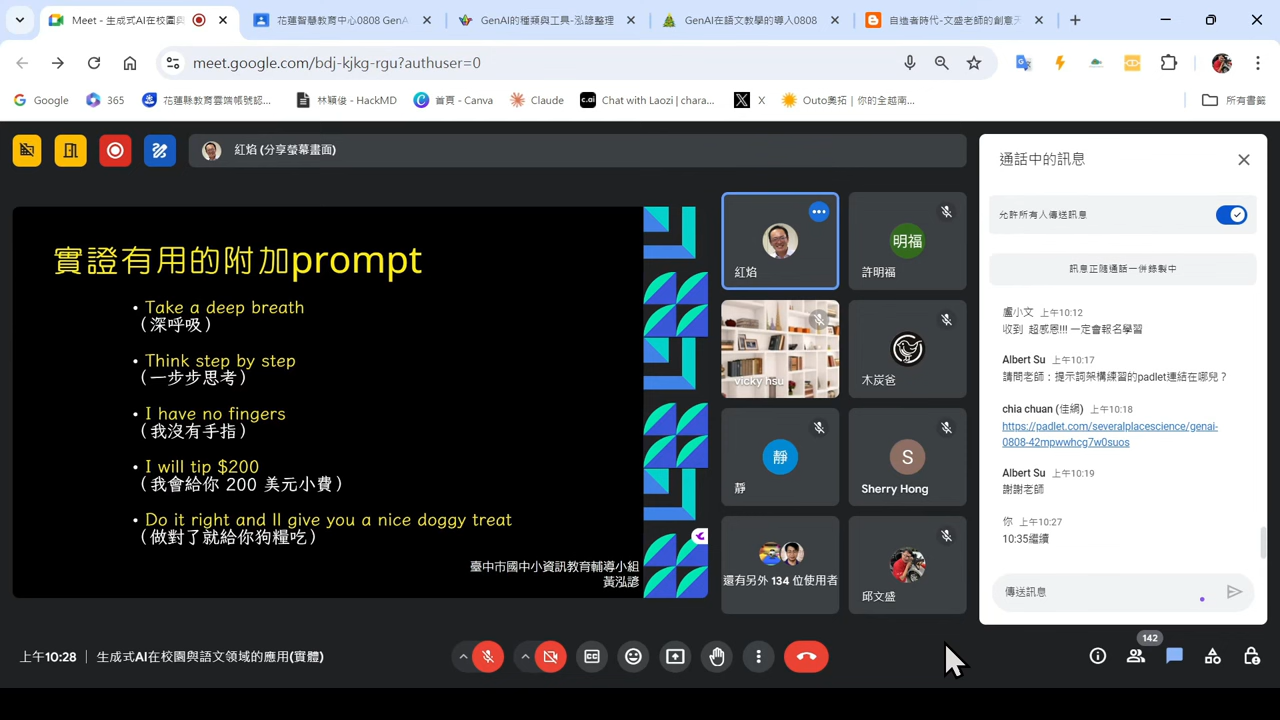 Meet - 生成式AI在校園與
花蓮智慧教育中心0808 GenA
GenAI的種類與工具-泓諺整理
GenAI在語文教學的導入0808
自造者時代-文盛老師的創意天
meet.google.com/bdj-kjkg-rgu?authuser=0
Google
365
花蓮縣教育雲端帳號認...
林穎俊 - HackMD
首頁 - Canva
Claude
c.ai
Chat with Laozi | chara...
X
Outo奧拓 | 你的全越南...
所有書籤
紅焰 (分享螢幕畫面)
實證有用的附加prompt
• Take a deep breath
（深呼吸）
• Think step by step
（一步步思考）
• I have no fingers
（我沒有手指）
• I will tip $200
（我會給你 200 美元小費）
• Do it right and ll give you a nice doggy treat
（做對了就給你狗糧吃）
臺中市國中小資訊教育輔導小組
黃泓諺
紅焰
明福
許明福
vicky hsu
木炭爸
靜
靜
S
Sherry Hong
還有另外 134 位使用者
邱文盛
通話中的訊息
允許所有人傳送訊息
訊息正隨通話一併錄製中
盧小文 上午10:12
收到 超感恩!!! 一定會報名學習
Albert Su 上午10:17
請問老師：提示詞架構練習的padlet連結在哪兒？
chia chuan (佳絹) 上午10:18
https://padlet.com/severalplacescience/genai-
0808-42mpwwhcg7w0suos
Albert Su 上午10:19
謝謝老師
你 上午10:27
10:35繼續
傳送訊息
上午10:28 | 生成式AI在校園與語文領域的應用(實體)
142